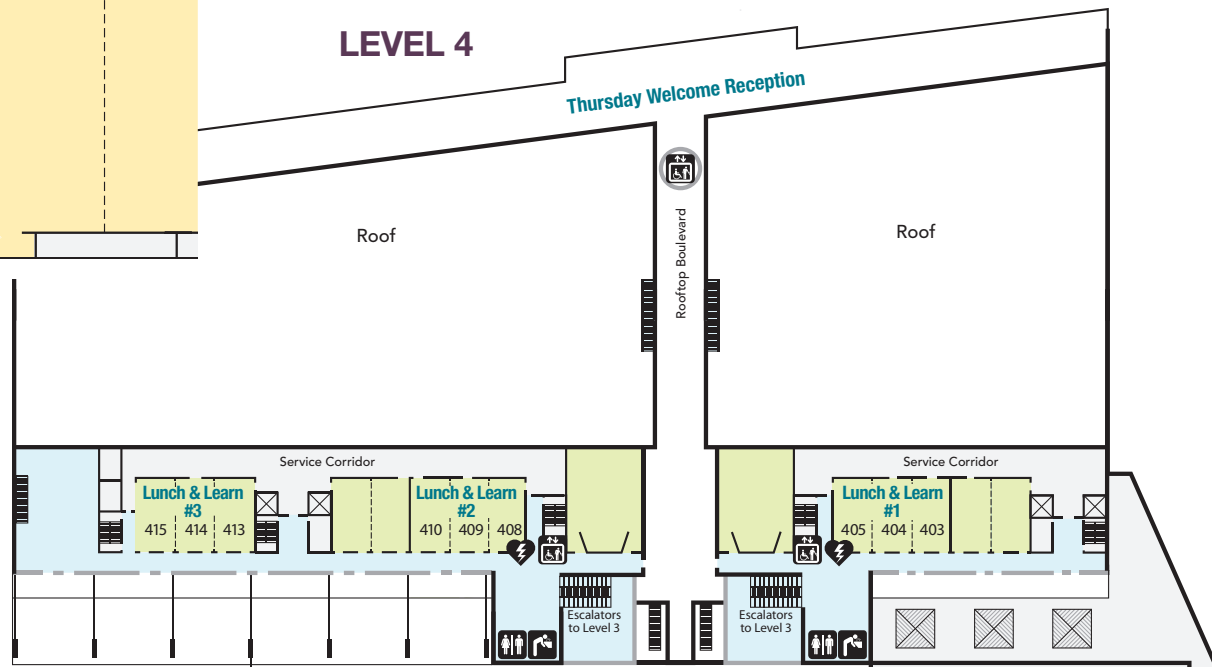 LEVEL 4
Thursday Welcome Reception
Roof
Rooftop Boulevard
Roof
Service Corridor
Service Corridor
Lunch & Learn
#3
415 414 413
Lunch & Learn
#2
410 409 408
Lunch & Learn
#1
405 404 403
Escalators
to Level 3
Escalators
to Level 3